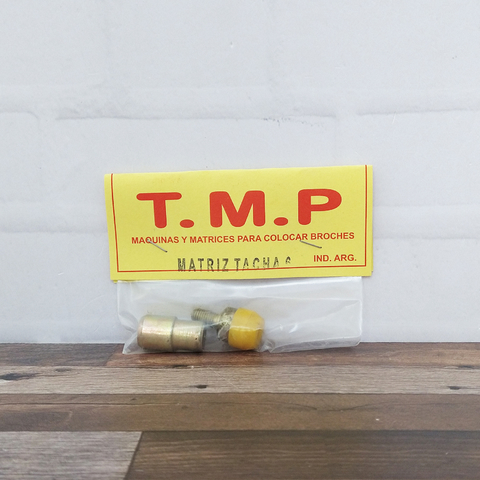 T.M.P
MAQUINAS Y MATRICES PARA COLOCAR BROCHES
MATRIZ TACHA 6
IND. ARG.